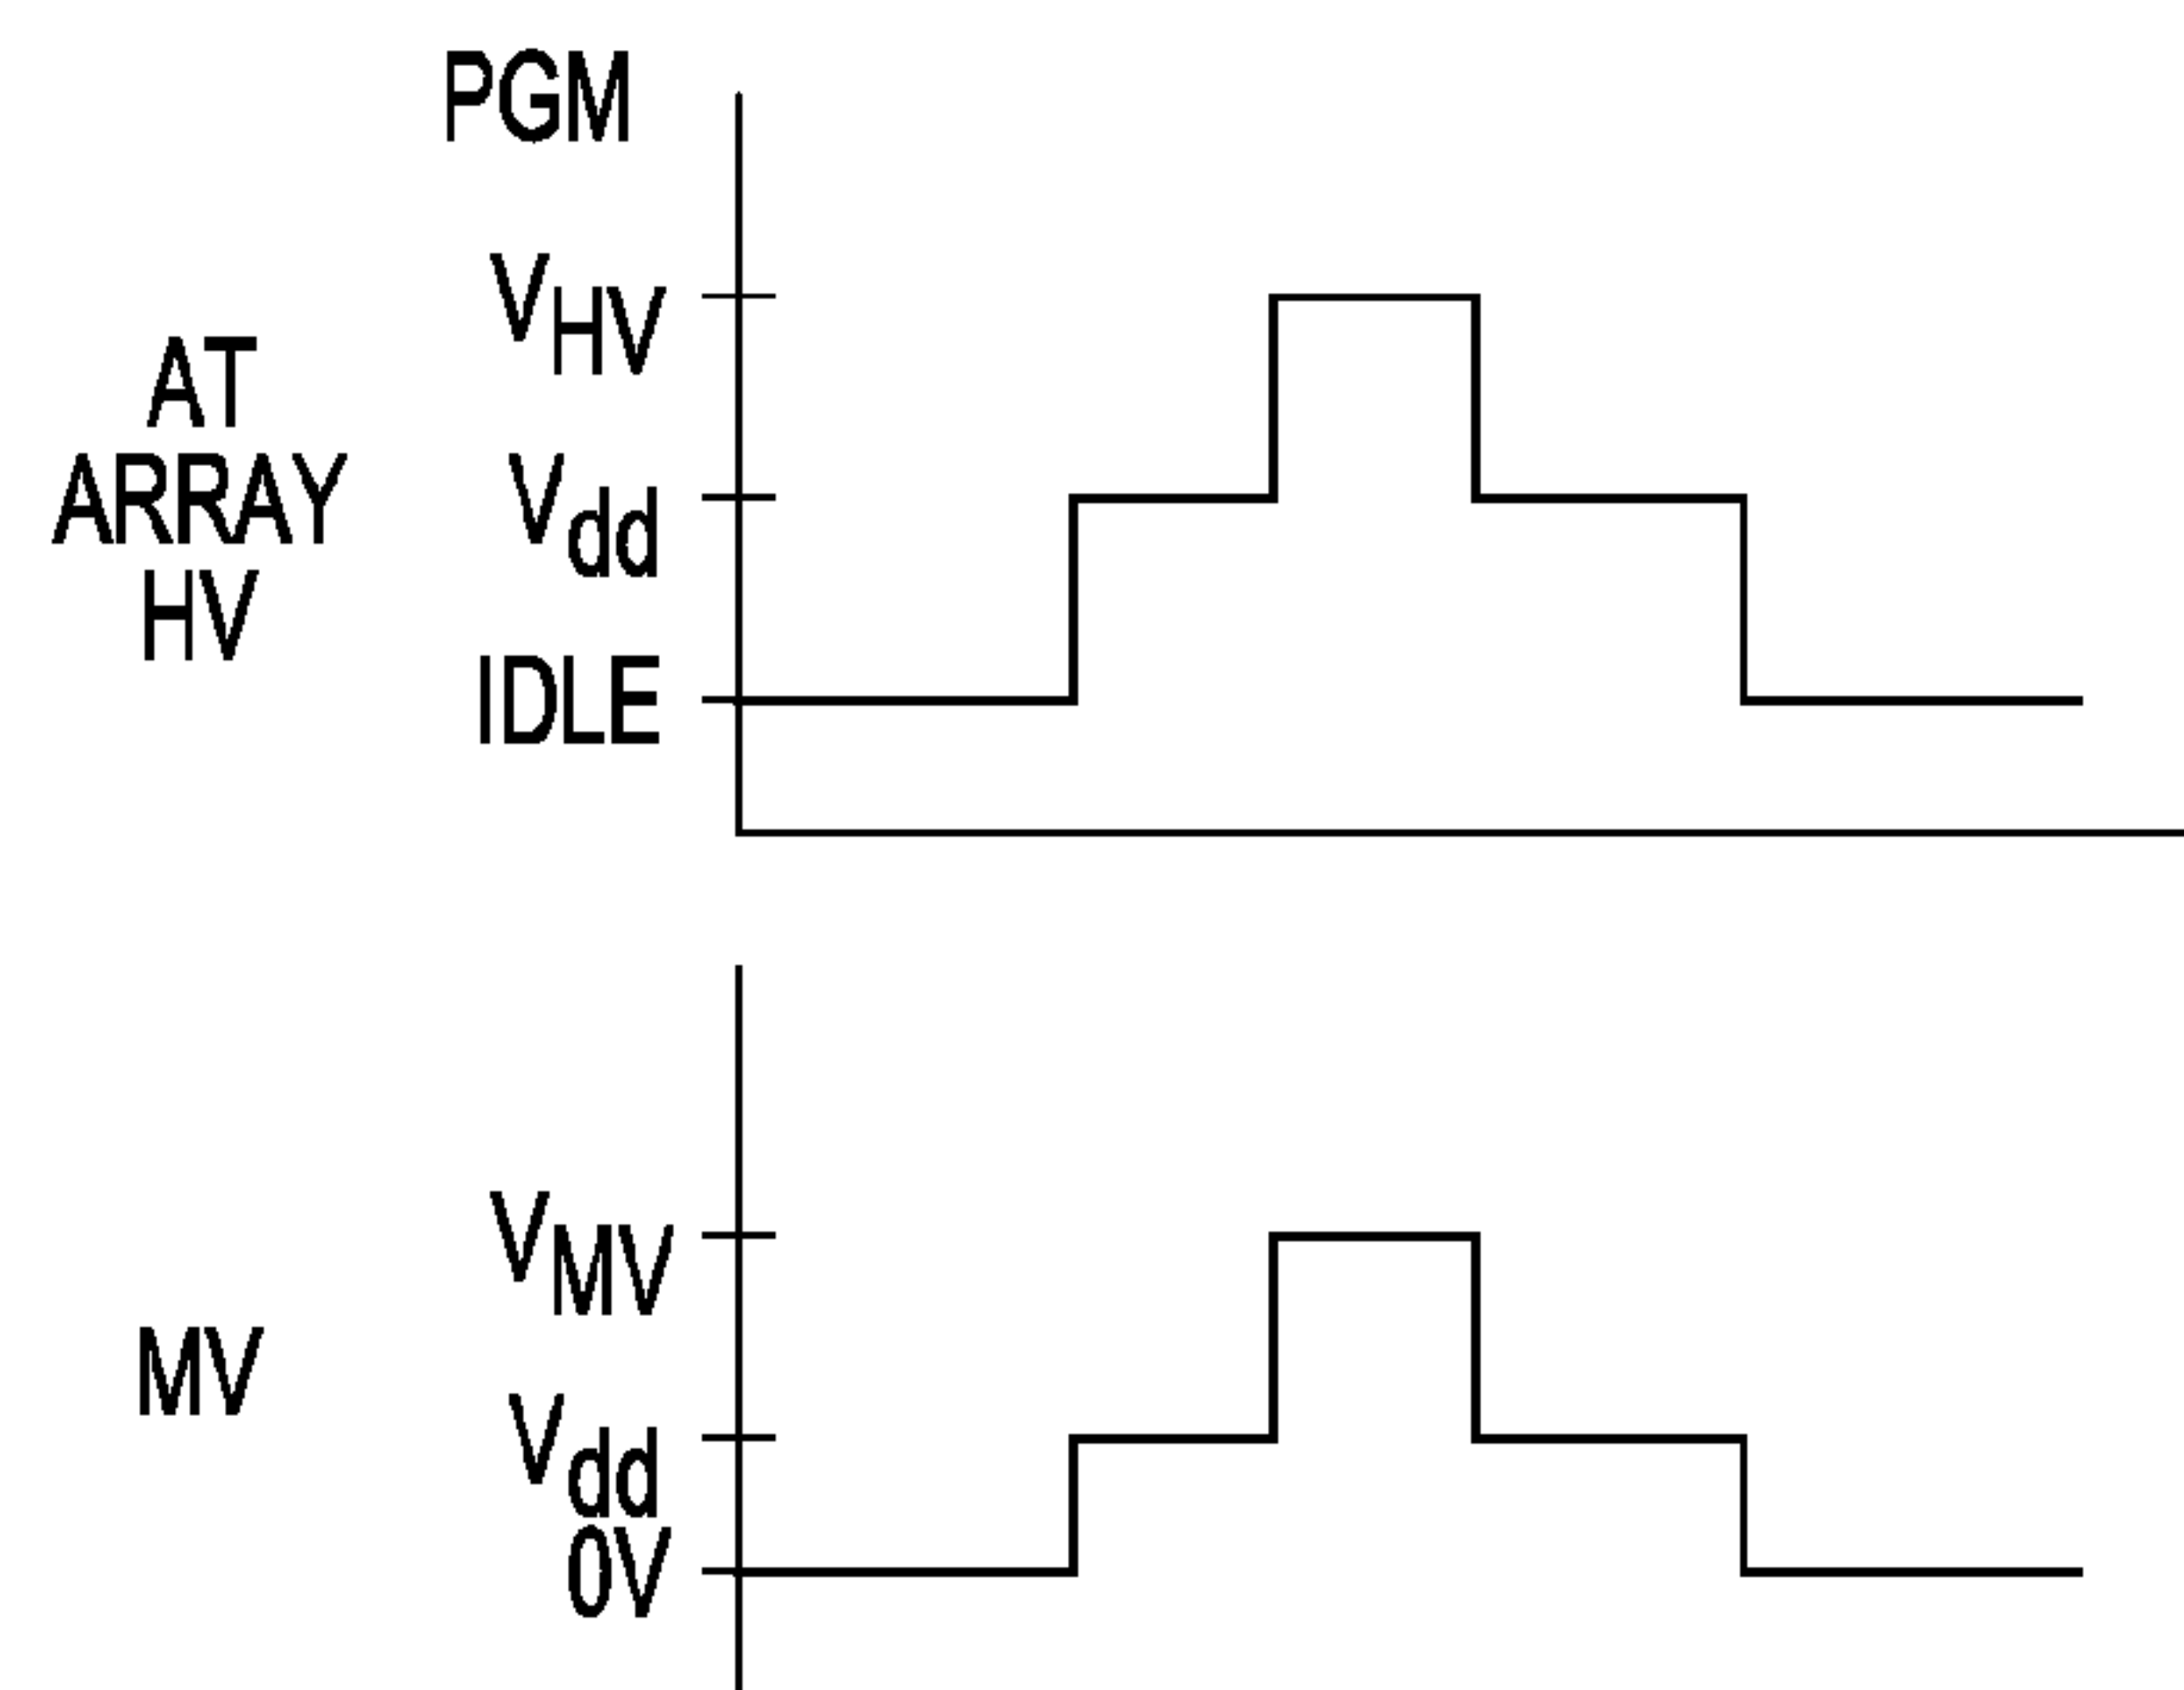 PGM
VHV
AT
ARRAY
HV
Vdd
IDLE
VMV
MV
Vdd
0V